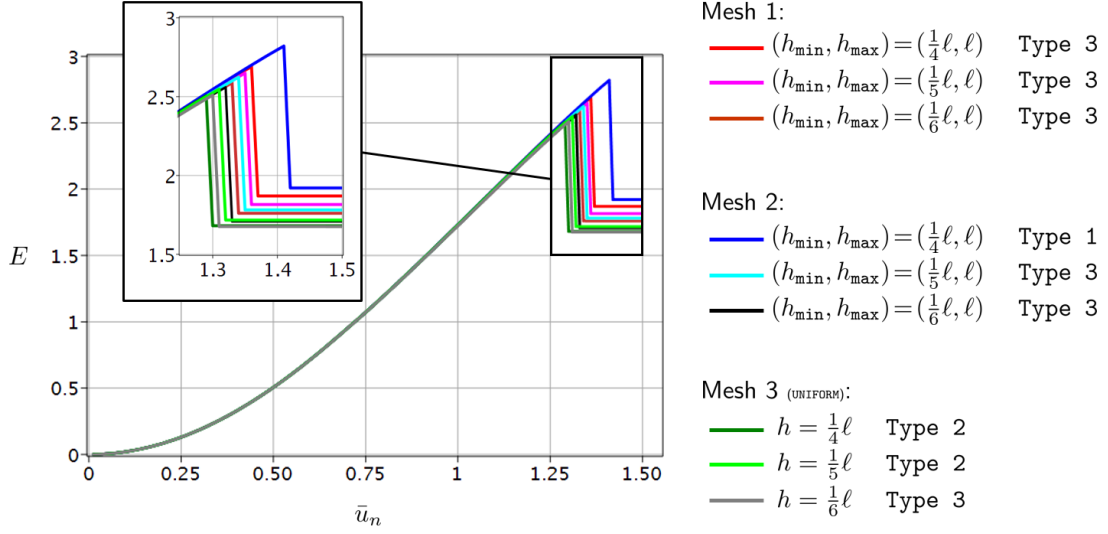 3
2.5
2
1.5
1.3 1.4 1.5
3
2.5
2
1.5
1
0.5
0
E
0 0.25 0.50 0.75 1 1.25 1.50
ū_n
Mesh 1:
(h_min, h_max)=(1/4ℓ, ℓ) Type 3
(h_min, h_max)=(1/5ℓ, ℓ) Type 3
(h_min, h_max)=(1/6ℓ, ℓ) Type 3
Mesh 2:
(h_min, h_max)=(1/4ℓ, ℓ) Type 1
(h_min, h_max)=(1/5ℓ, ℓ) Type 3
(h_min, h_max)=(1/6ℓ, ℓ) Type 3
Mesh 3 (UNIFORM):
h = 1/4ℓ Type 2
h = 1/5ℓ Type 2
h = 1/6ℓ Type 3